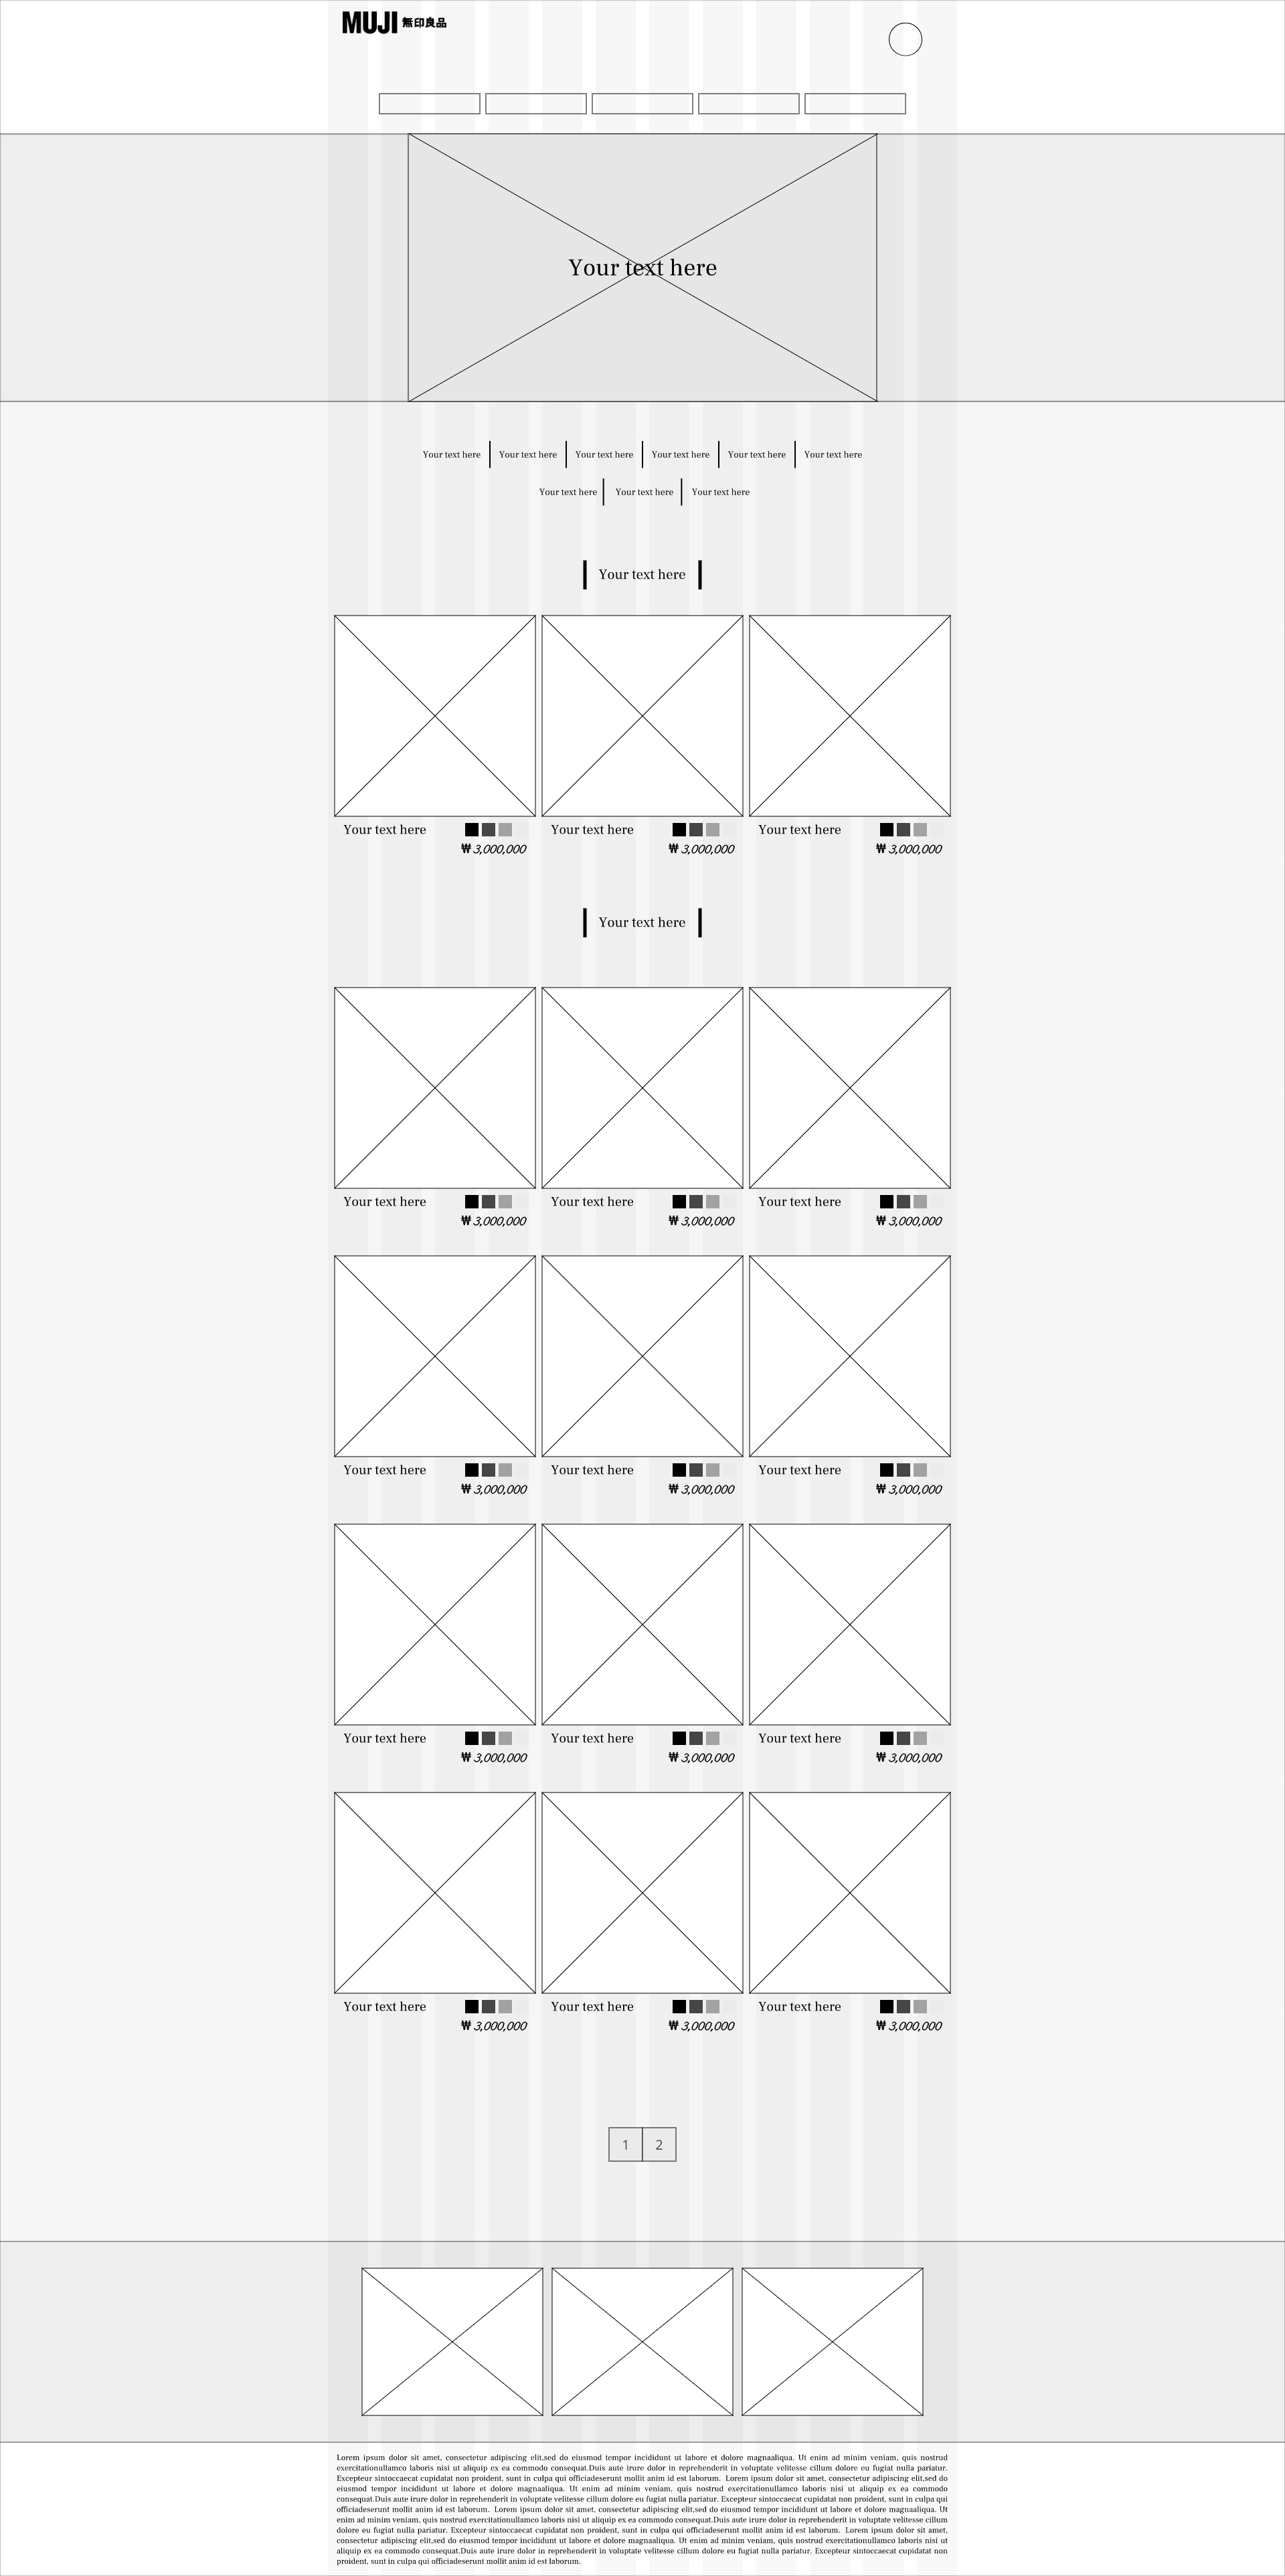 MUJI 無印良品
Your text here
Your text here Your text here Your text here Your text here Your text here Your text here
Your text here Your text here Your text here
Your text here
Your text here Your text here Your text here
₩ 3,000,000 ₩ 3,000,000 ₩ 3,000,000
Your text here
Your text here Your text here Your text here
₩ 3,000,000 ₩ 3,000,000 ₩ 3,000,000
Your text here Your text here Your text here
₩ 3,000,000 ₩ 3,000,000 ₩ 3,000,000
Your text here Your text here Your text here
₩ 3,000,000 ₩ 3,000,000 ₩ 3,000,000
Your text here Your text here Your text here
₩ 3,000,000 ₩ 3,000,000 ₩ 3,000,000
1 2
Lorem ipsum dolor sit amet, consectetur adipiscing elit,sed do eiusmod tempor incididunt ut labore et dolore magnaaliqua. Ut enim ad minim veniam, quis nostrud
exercitationullamco laboris nisi ut aliquip ex ea commodo consequat.Duis aute irure dolor in reprehenderit in voluptate velitesse cillum dolore eu fugiat nulla pariatur.
Excepteur sintoccaecat cupidatat non proident, sunt in culpa qui officiadeserunt mollit anim id est laborum. Lorem ipsum dolor sit amet, consectetur adipiscing elit,sed do
eiusmod tempor incididunt ut labore et dolore magnaaliqua. Ut enim ad minim veniam, quis nostrud exercitationullamco laboris nisi ut aliquip ex ea commodo
consequat.Duis aute irure dolor in reprehenderit in voluptate velitesse cillum dolore eu fugiat nulla pariatur. Excepteur sintoccaecat cupidatat non proident, sunt in culpa qui
officiadeserunt mollit anim id est laborum. Lorem ipsum dolor sit amet, consectetur adipiscing elit,sed do eiusmod tempor incididunt ut labore et dolore magnaaliqua. Ut
enim ad minim veniam, quis nostrud exercitationullamco laboris nisi ut aliquip ex ea commodo consequat.Duis aute irure dolor in reprehenderit in voluptate velitesse cillum
dolore eu fugiat nulla pariatur. Excepteur sintoccaecat cupidatat non proident, sunt in culpa qui officiadeserunt mollit anim id est laborum. Lorem ipsum dolor sit amet,
consectetur adipiscing elit,sed do eiusmod tempor incididunt ut labore et dolore magnaaliqua. Ut enim ad minim veniam, quis nostrud exercitationullamco laboris nisi ut
aliquip ex ea commodo consequat.Duis aute irure dolor in reprehenderit in voluptate velitesse cillum dolore eu fugiat nulla pariatur. Excepteur sintoccaecat cupidatat non
proident, sunt in culpa qui officiadeserunt mollit anim id est laborum.